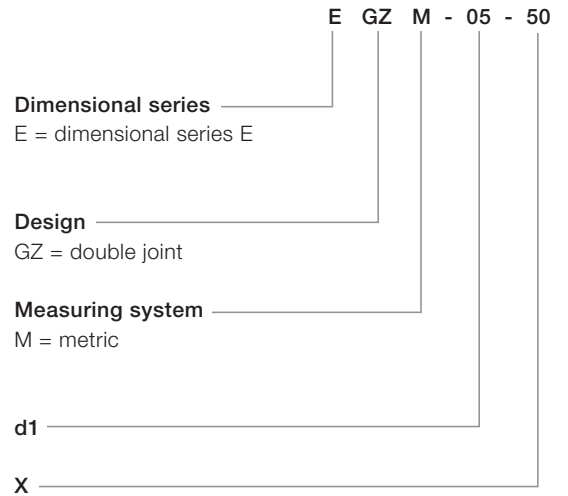 E GZ M - 05 - 50
Dimensional series
E = dimensional series E
Design
GZ = double joint
Measuring system
M = metric
d1
X